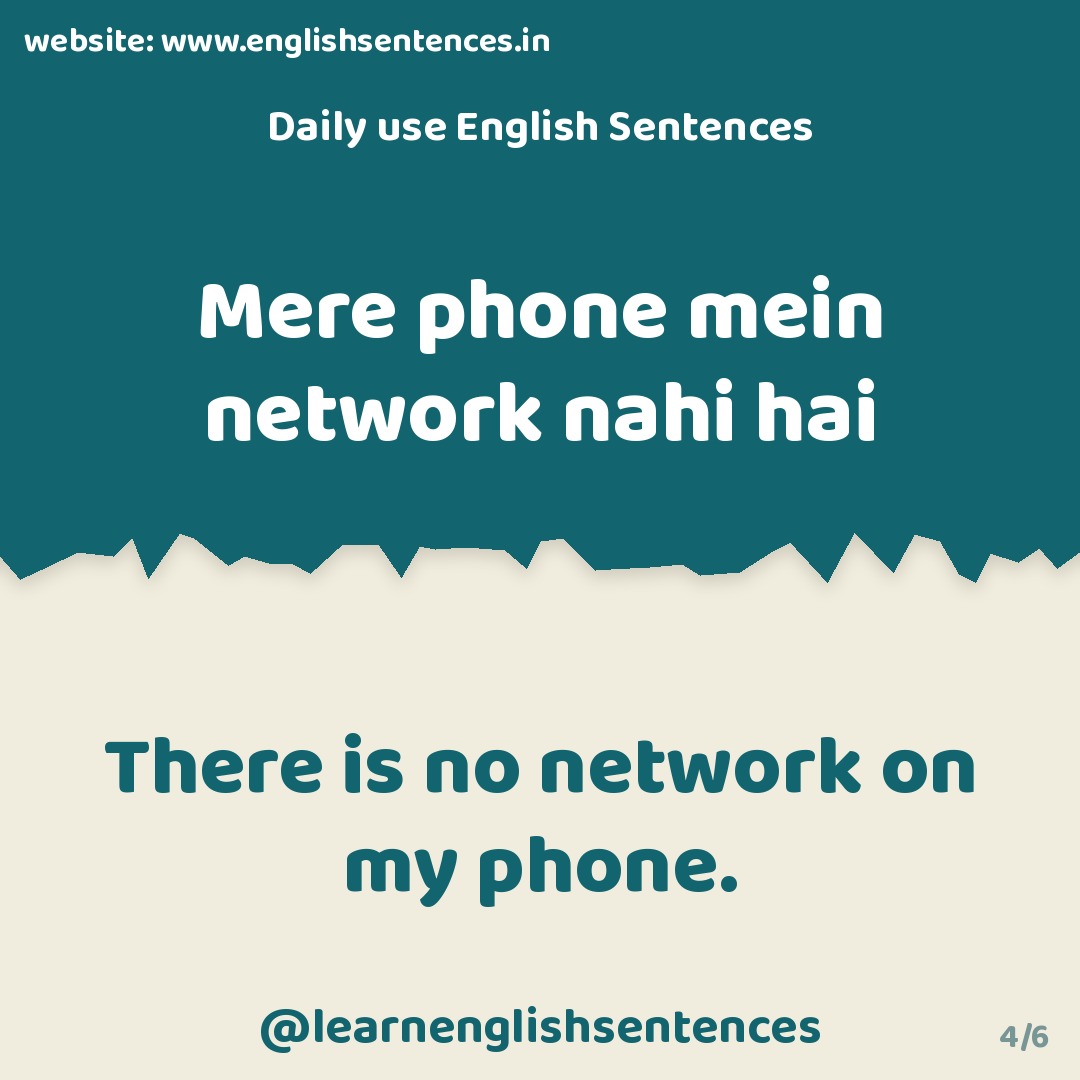 website: www.englishsentences.in
Daily use English Sentences
Mere phone mein
network nahi hai
There is no network on
my phone.
@learnenglishsentences
4/6